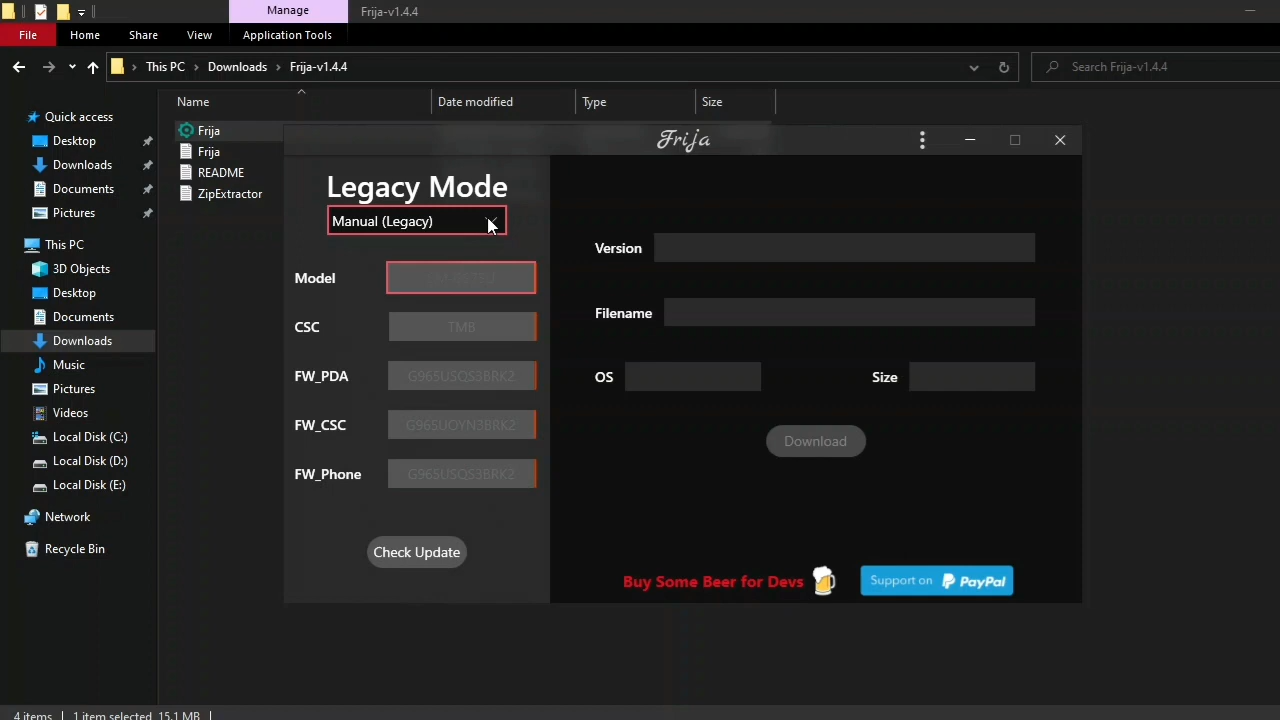 Manage
Frija-v1.4.4
File
Home
Share
View
Application Tools
This PC
Downloads
Frija-v1.4.4
Search Frija-v1.4.4
Name
Date modified
Type
Size
Quick access
Desktop
Downloads
Documents
Pictures
This PC
3D Objects
Desktop
Documents
Downloads
Music
Pictures
Videos
Local Disk (C:)
Local Disk (D:)
Local Disk (E:)
Network
Recycle Bin
Frija
Frija
README
ZipExtractor
Frija
Legacy Mode
Manual (Legacy)
Model
CSC
TMB
FW_PDA
G965USQS3BRK2
FW_CSC
G965UOYN3BRK2
FW_Phone
G965USQS3BRK2
Check Update
Version
Filename
OS
Size
Download
Buy Some Beer for Devs
Support on PayPal
4 items
1 item selected 15.1 MB